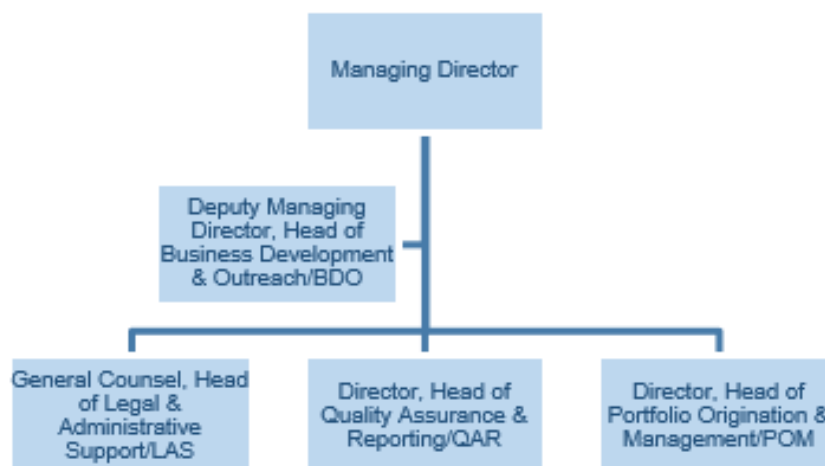 Managing Director
Deputy Managing
Director, Head of
Business Development
& Outreach/BDO
General Counsel, Head
of Legal &
Administrative
Support/LAS
Director, Head of
Quality Assurance &
Reporting/QAR
Director, Head of
Portfolio Origination &
Management/POM